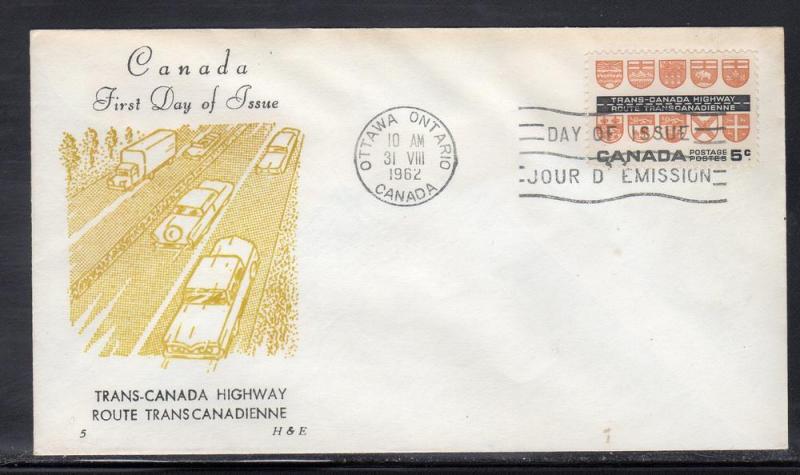 Canada
First Day of Issue
TRANS-CANADA HIGHWAY
ROUTE TRANSCANADIENNE
5 H & E
OTTAWA ONTARIO
10 AM
31 VIII
1962
CANADA
TRANS-CANADA HIGHWAY
ROUTE TRANSCANADIENNE
DAY OF ISSUE
CANADA POSTAGE POSTES 5c
JOUR D'EMISSION